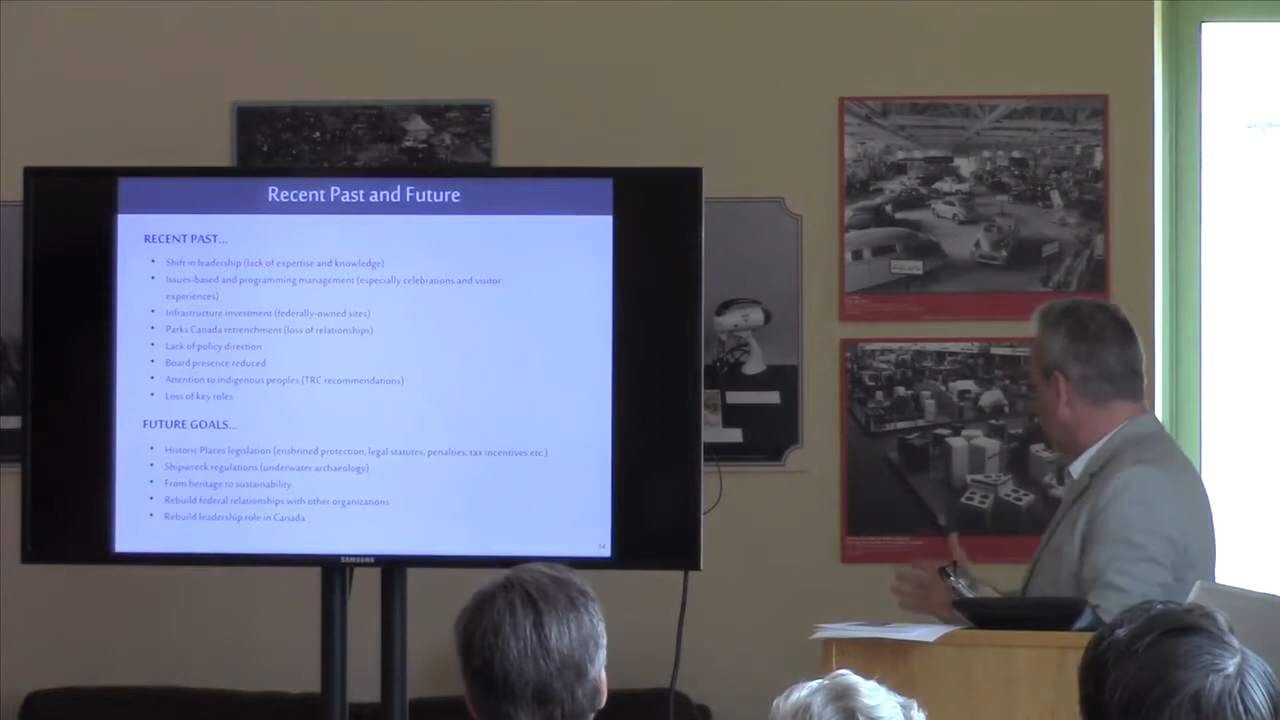 Recent Past and Future
RECENT PAST...
• Shift in leadership (lack of expertise and knowledge)
• Issues-based and programming management (especially celebrations and visitor
experiences)
• Infrastructure investment (federally-owned sites)
• Parks Canada retrenchment (loss of relationships)
• Lack of policy direction
• Board presence reduced
• Attention to indigenous peoples (TRC recommendations)
• Loss of key roles
FUTURE GOALS...
• Historic Places legislation (enshrined protection, legal statutes, penalties, tax incentives etc.)
• Shipwreck regulations (underwater archaeology)
• From heritage to sustainability
• Rebuild federal relationships with other organizations
• Rebuild leadership role in Canada
14
SAMSUNG